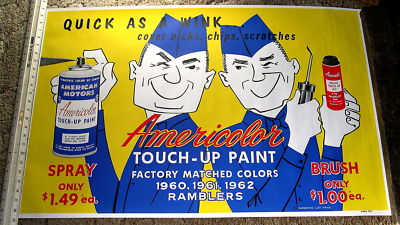 QUICK AS A WINK
cover nicks, chips, scratches
AMERICAN
MOTORS
Americolor
TOUCH-UP PAINT
Americolor
TOUCH-UP PAINT
FACTORY MATCHED COLORS
1960, 1961, 1962
RAMBLERS
SPRAY
ONLY
$1.49 ea.
BRUSH
ONLY
$1.00 ea.